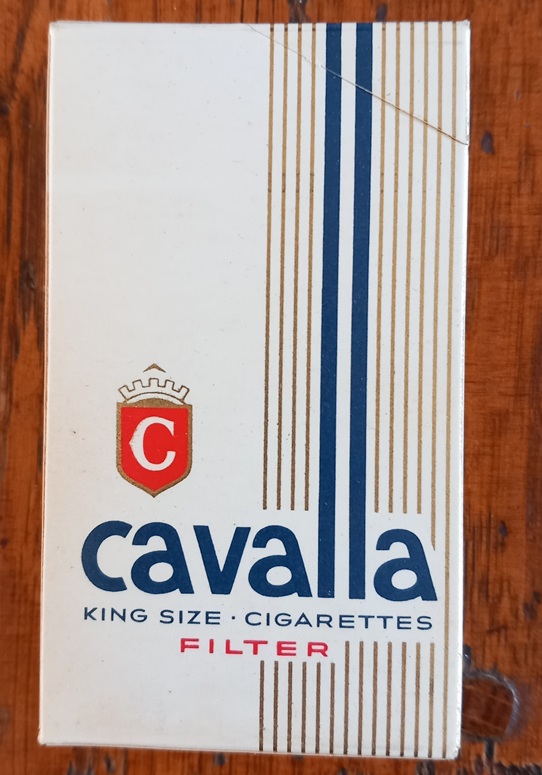 C
cavalla
KING SIZE · CIGARETTES
FILTER